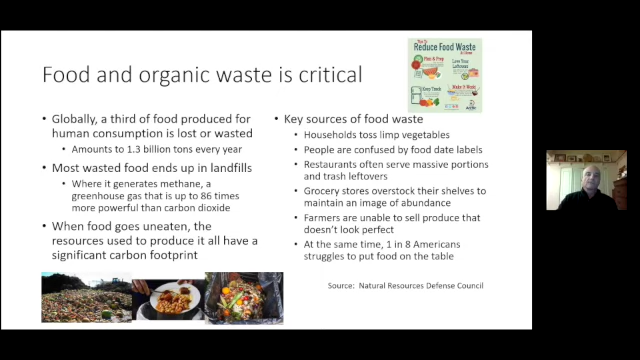 Food and organic waste is critical
Reduce Food Waste
Plan & Prep
Love Your
Leftovers
• Globally, a third of food produced for
human consumption is lost or wasted
• Amounts to 1.3 billion tons every year
• Most wasted food ends up in landfills
• Where it generates methane, a
greenhouse gas that is up to 86 times
more powerful than carbon dioxide
• When food goes uneaten, the
resources used to produce it all have a
significant carbon footprint
• Key sources of food waste
• Households toss limp vegetables
• People are confused by food date labels
• Restaurants often serve massive portions
and trash leftovers
• Grocery stores overstock their shelves to
maintain an image of abundance
• Farmers are unable to sell produce that
doesn't look perfect
• At the same time, 1 in 8 Americans
struggles to put food on the table
Source: Natural Resources Defense Council